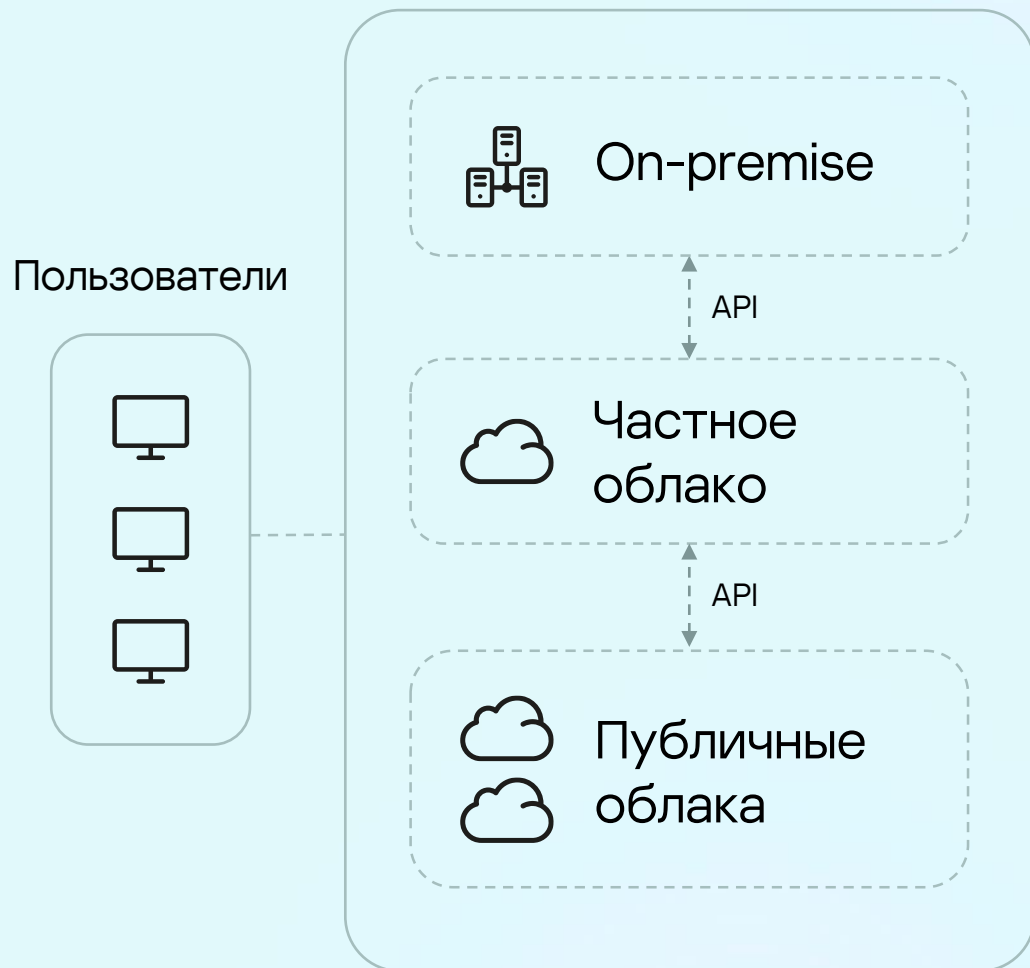 Пользователи
On-premise
API
Частное
облако
API
Публичные
облака